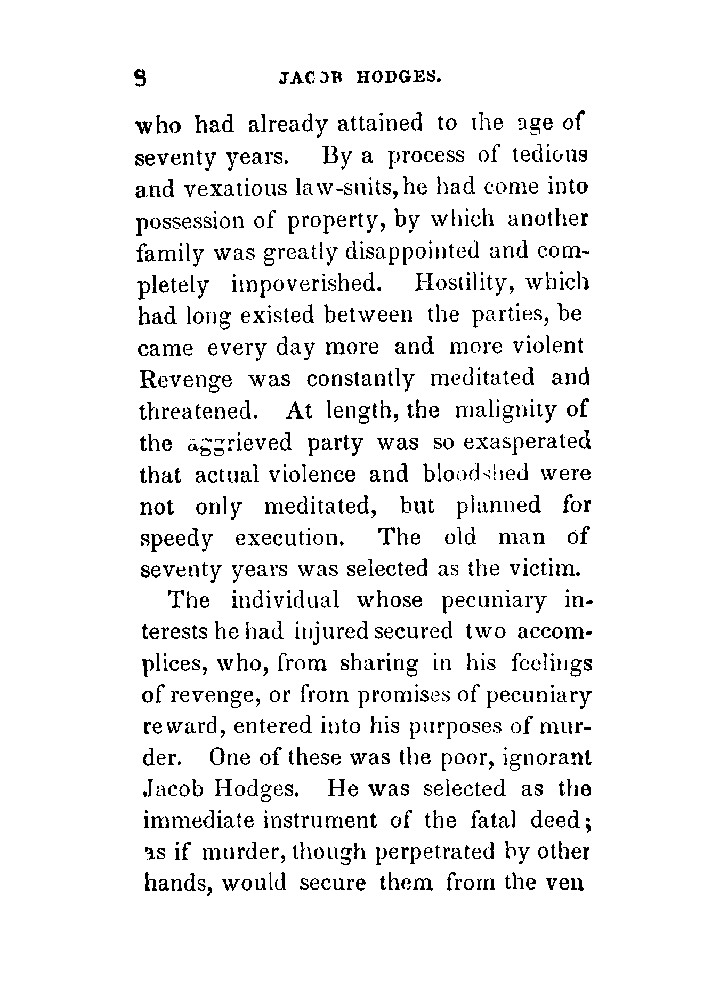 8 JACOB HODGES.
who had already attained to the age of
seventy years. By a process of tedious
and vexatious law-suits, he had come into
possession of property, by which another
family was greatly disappointed and com-
pletely impoverished. Hostility, which
had long existed between the parties, be
came every day more and more violent
Revenge was constantly meditated and
threatened. At length, the malignity of
the aggrieved party was so exasperated
that actual violence and bloodshed were
not only meditated, but planned for
speedy execution. The old man of
seventy years was selected as the victim.
The individual whose pecuniary in-
terests he had injured secured two accom-
plices, who, from sharing in his feelings
of revenge, or from promises of pecuniary
reward, entered into his purposes of mur-
der. One of these was the poor, ignorant
Jacob Hodges. He was selected as the
immediate instrument of the fatal deed;
as if murder, though perpetrated by other
hands, would secure them from the ven